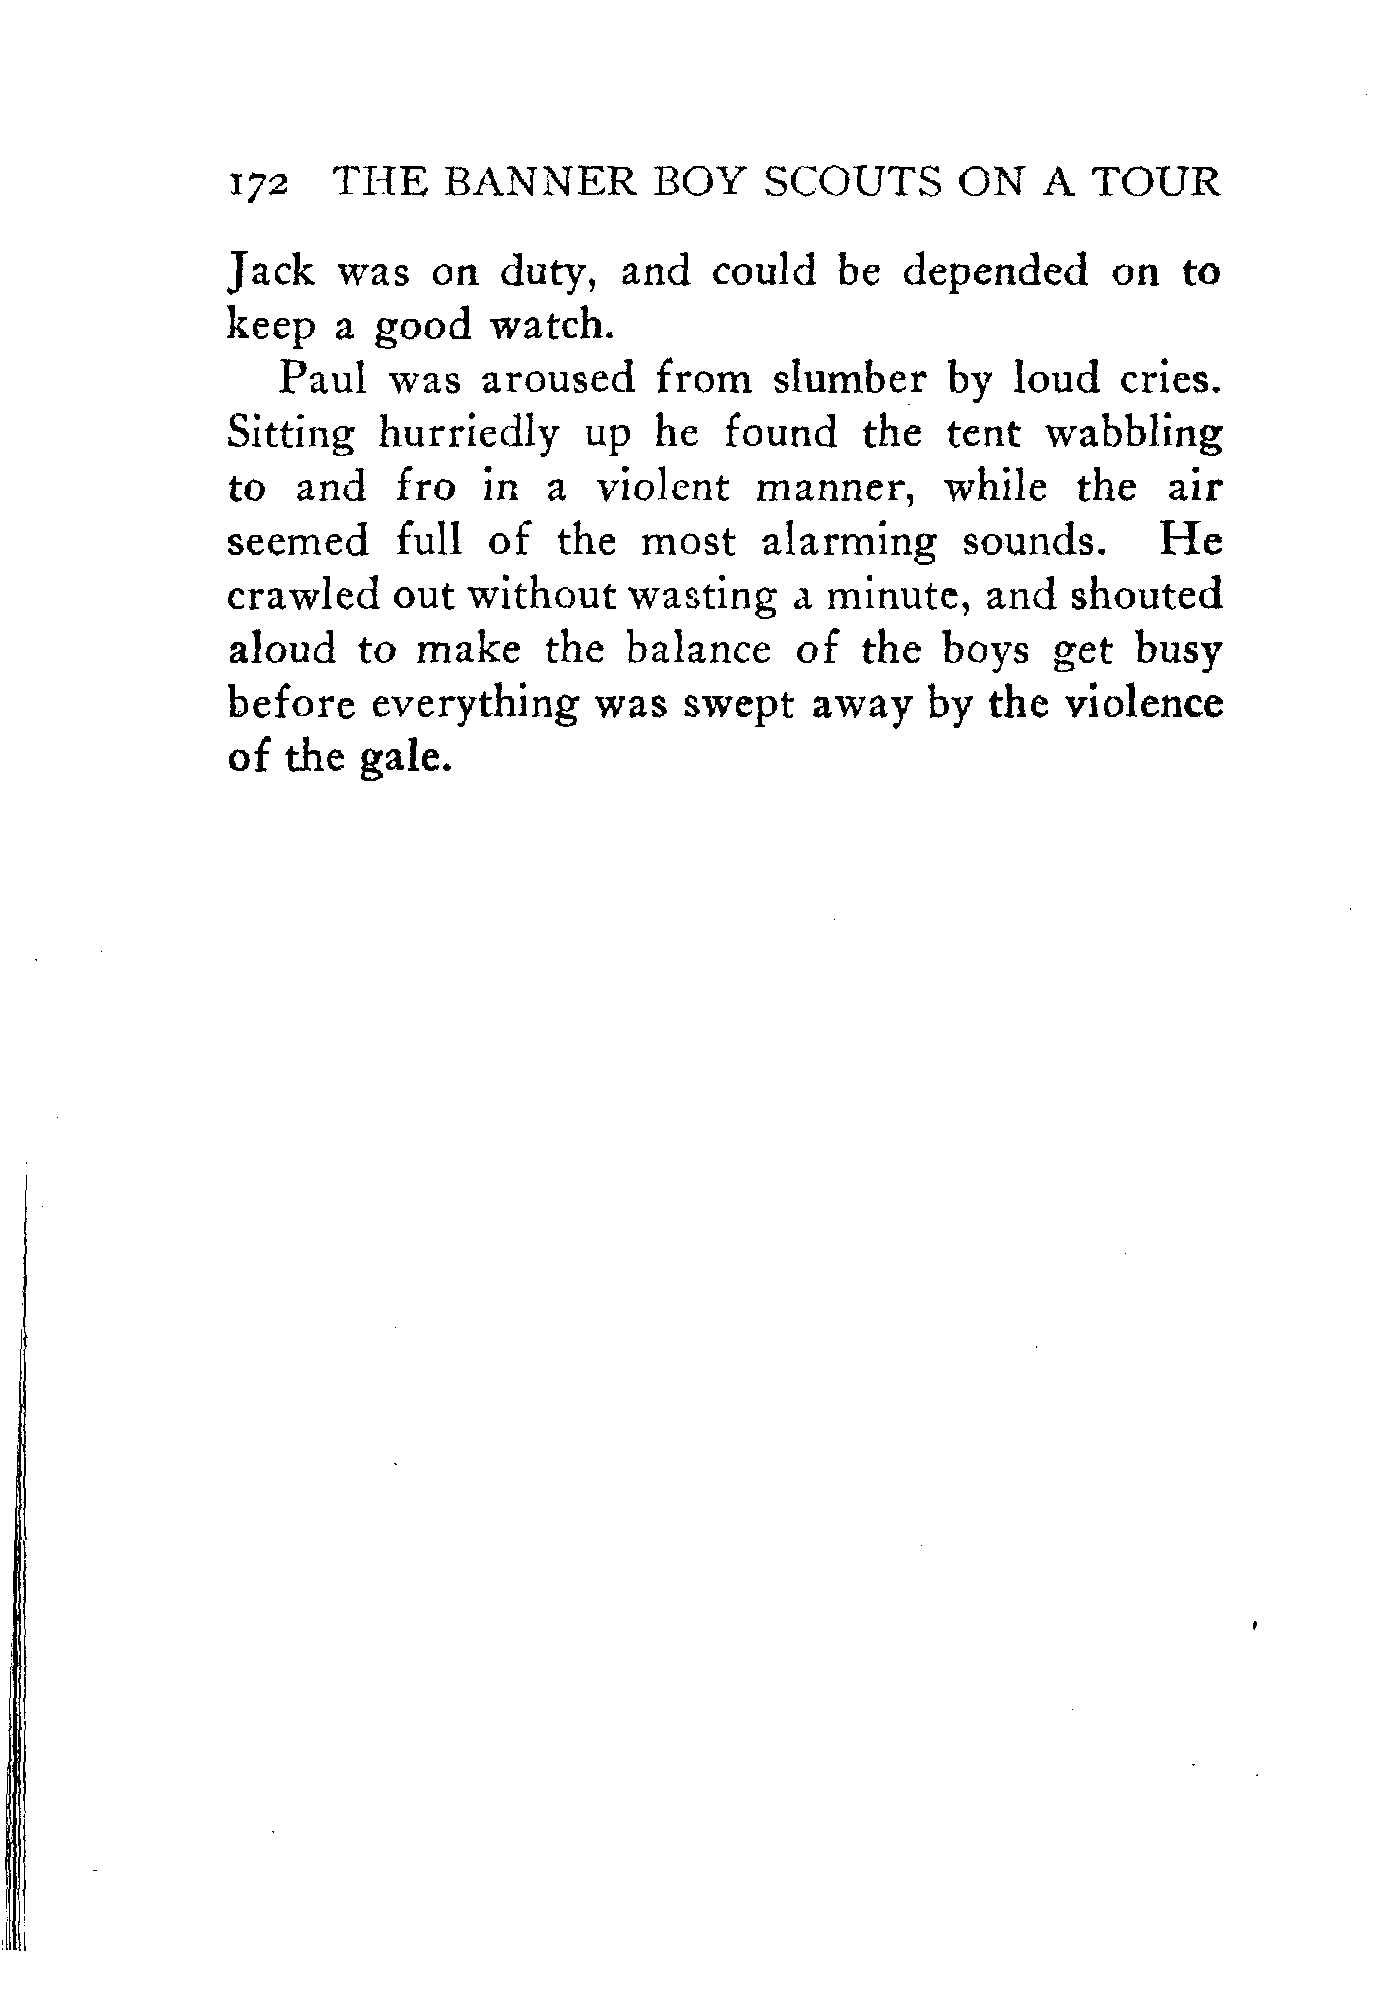 172 THE BANNER BOY SCOUTS ON A TOUR
Jack was on duty, and could be depended on to
keep a good watch.
Paul was aroused from slumber by loud cries.
Sitting hurriedly up he found the tent wabbling
to and fro in a violent manner, while the air
seemed full of the most alarming sounds. He
crawled out without wasting a minute, and shouted
aloud to make the balance of the boys get busy
before everything was swept away by the violence
of the gale.